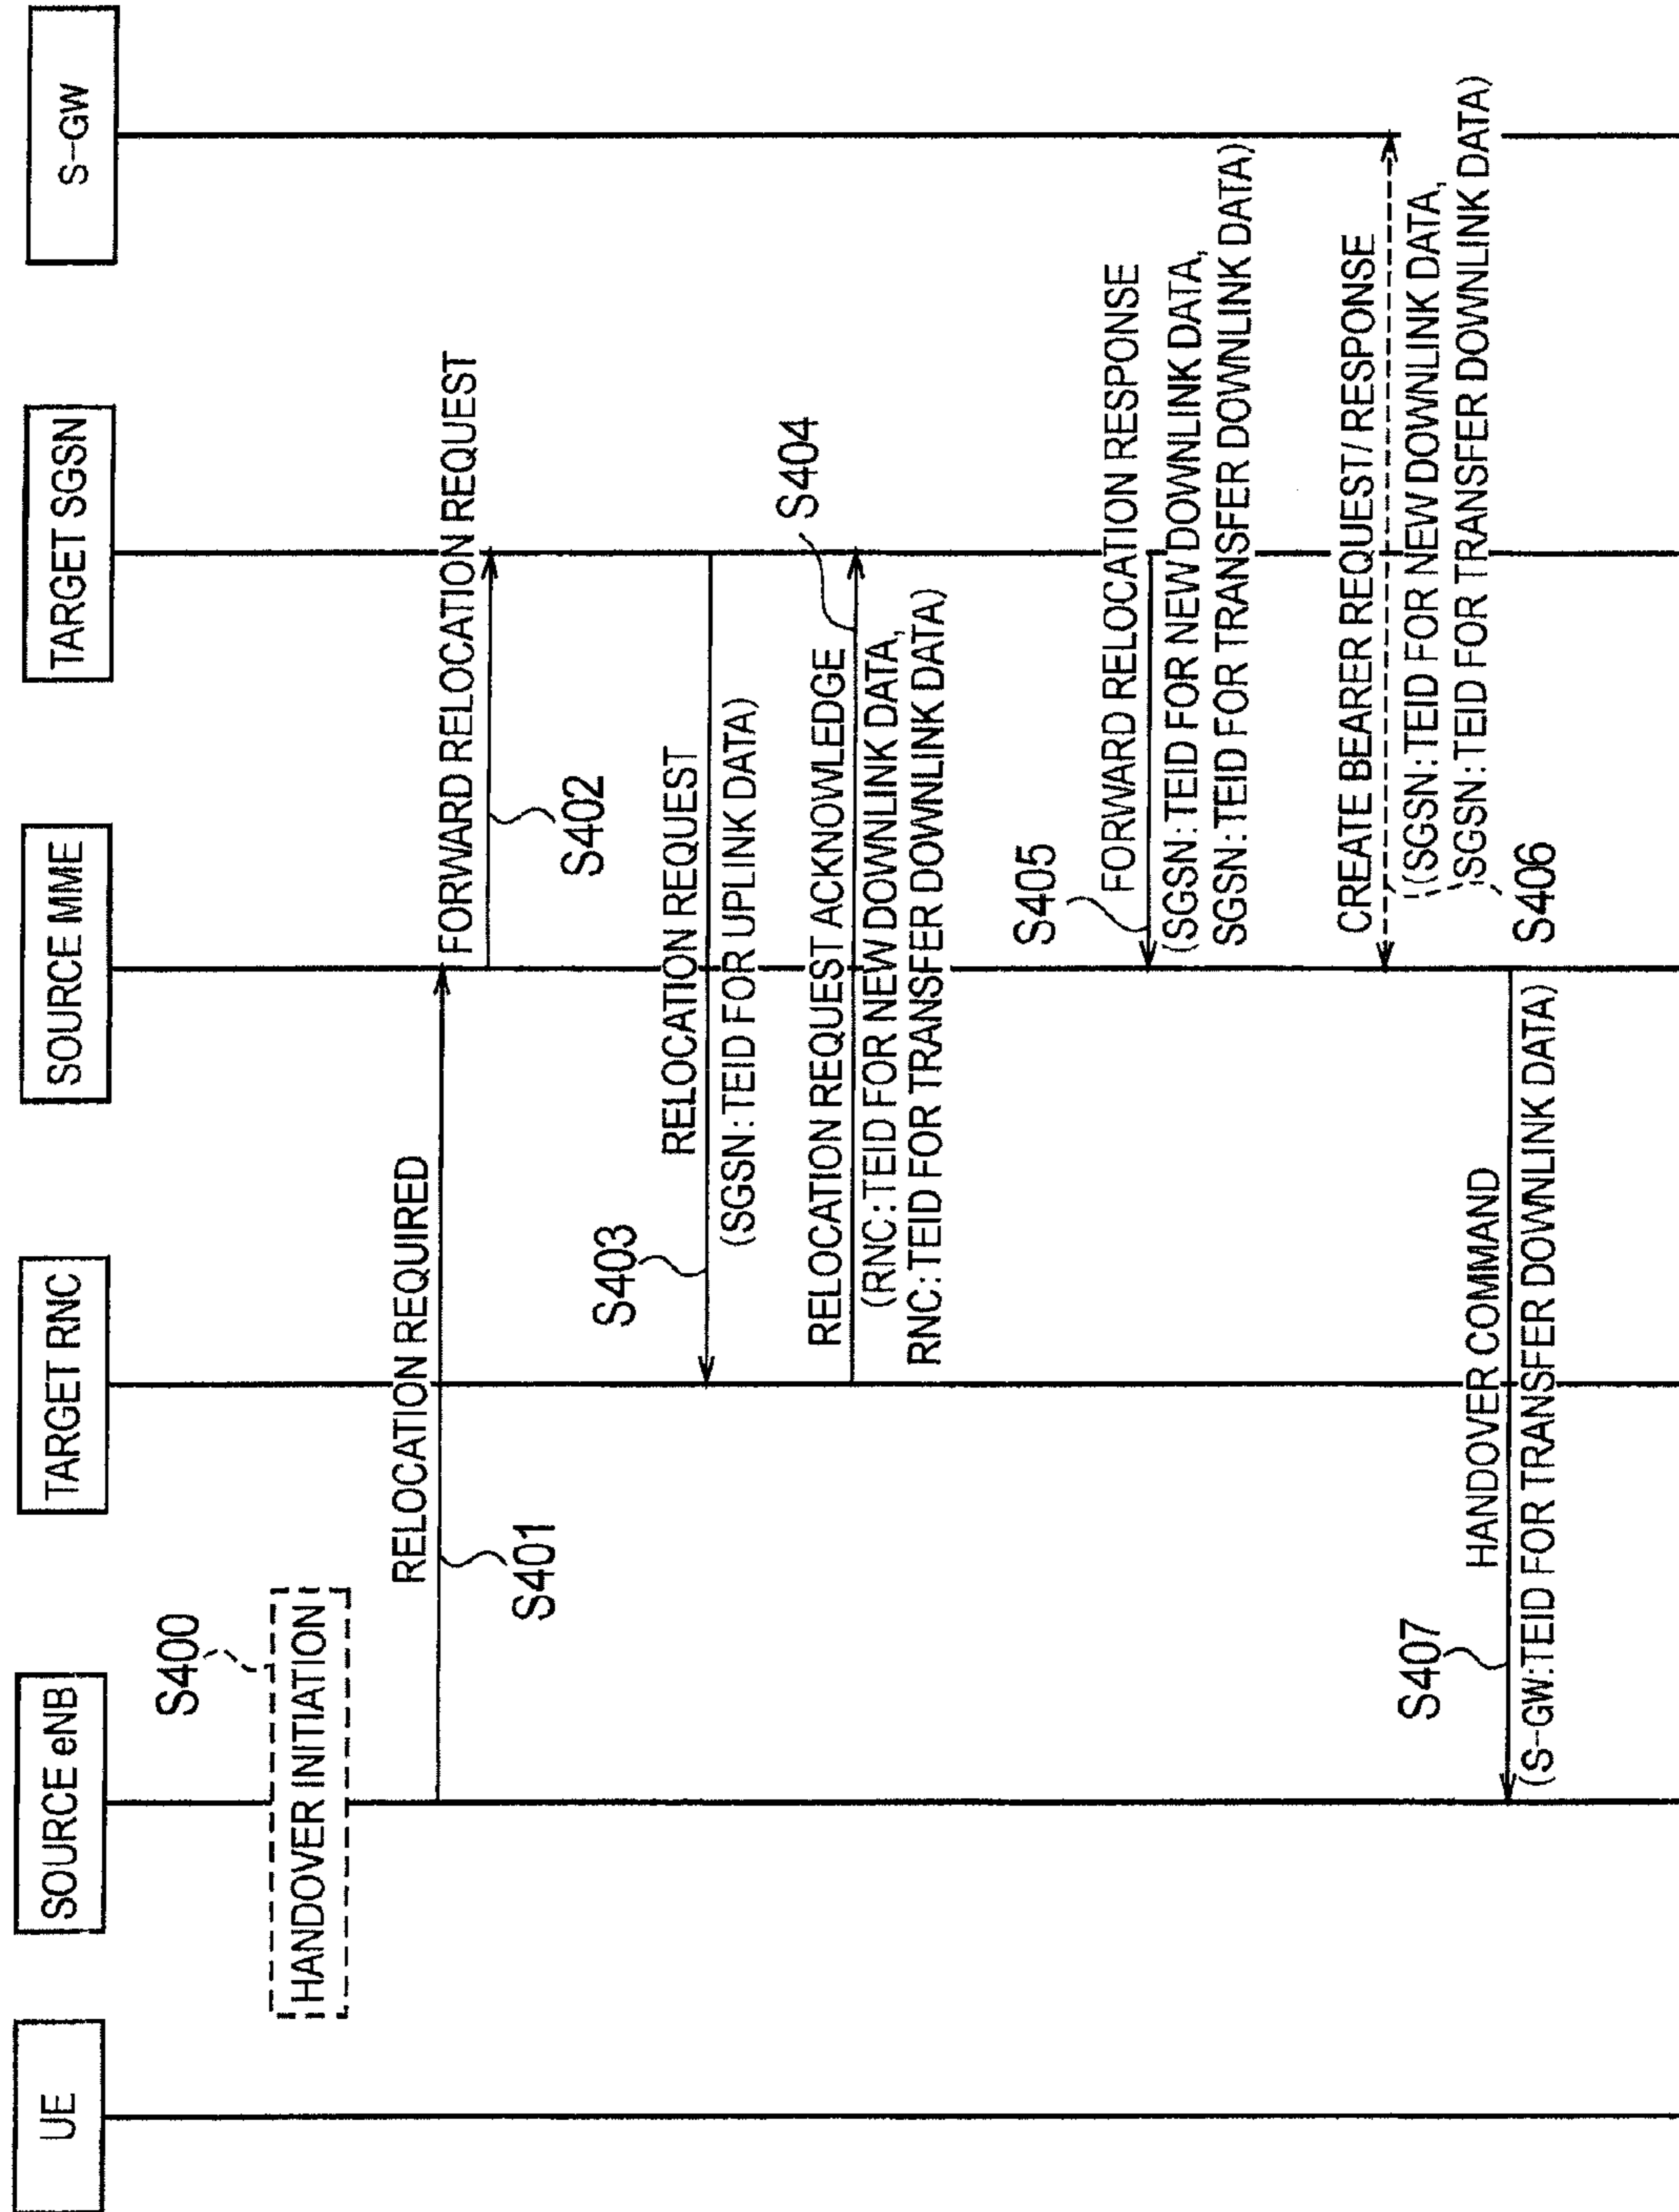 UE
SOURCE eNB
TARGET RNC
SOURCE MME
TARGET SGSN
S-GW
S400
HANDOVER INITIATION
RELOCATION REQUIRED
S401
FORWARD RELOCATION REQUEST
S402
S403
RELOCATION REQUEST
(SGSN:TEID FOR UPLINK DATA)
S404
RELOCATION REQUEST ACKNOWLEDGE
(RNC:TEID FOR NEW DOWNLINK DATA,
RNC:TEID FOR TRANSFER DOWNLINK DATA)
S405
FORWARD RELOCATION RESPONSE
(SGSN:TEID FOR NEW DOWNLINK DATA,
SGSN:TEID FOR TRANSFER DOWNLINK DATA)
CREATE BEARER REQUEST/RESPONSE
(SGSN:TEID FOR NEW DOWNLINK DATA,
SGSN:TEID FOR TRANSFER DOWNLINK DATA)
S406
S407
HANDOVER COMMAND
(S-GW:TEID FOR TRANSFER DOWNLINK DATA)